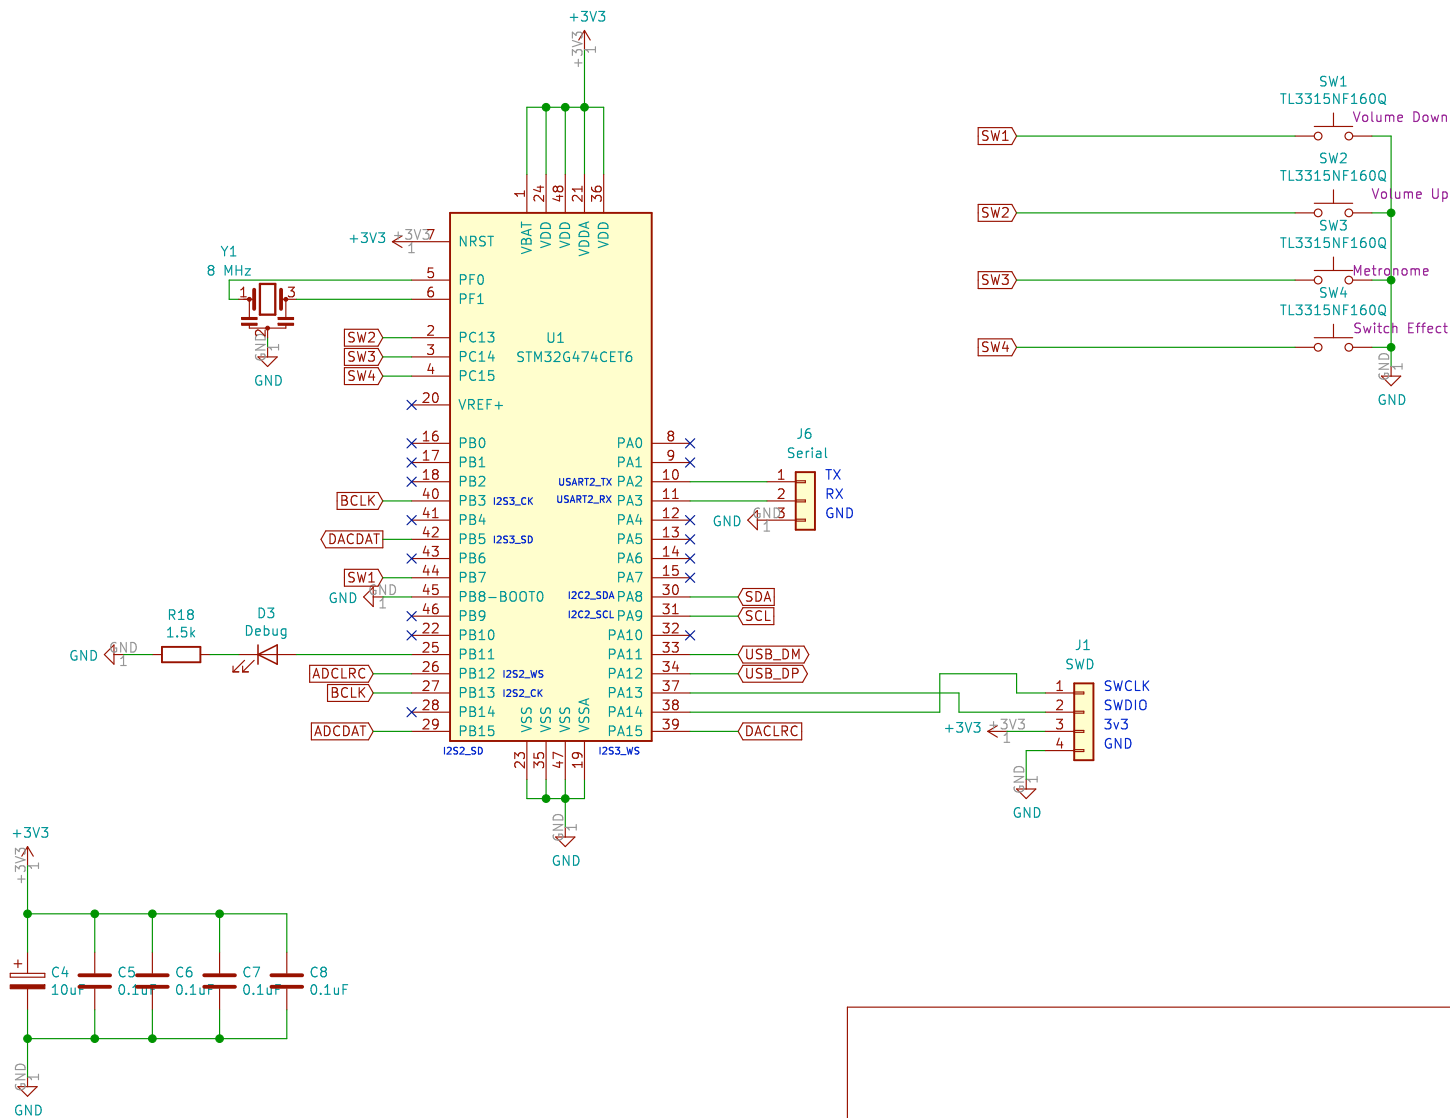 +3V3
+3V3
1
1
24
48
21
36
VBAT
VDD
VDD
VDDA
VDD
+3V3
+3V3
1
7
NRST
Y1
8 MHz
1
3
2
GND
1
GND
5
PF0
6
PF1
SW2
2
PC13
SW3
3
PC14
SW4
4
PC15
U1
STM32G474CET6
20
VREF+
16
PB0
17
PB1
18
PB2
BCLK
40
PB3
I2S3_CK
41
PB4
DACDAT
42
PB5
I2S3_SD
43
PB6
SW1
44
PB7
GND
GND
1
45
PB8-BOOT0
46
PB9
22
PB10
R18
1.5k
D3
Debug
GND
GND
1
25
PB11
ADCLRC
26
PB12
I2S2_WS
BCLK
27
PB13
I2S2_CK
28
PB14
ADCDAT
29
PB15
I2S2_SD
VSS
VSS
VSS
VSSA
23
35
47
19
GND
1
GND
PA0
8
PA1
9
USART2_TX
PA2
10
USART2_RX
PA3
11
PA4
12
PA5
13
PA6
14
PA7
15
I2C2_SDA
PA8
30
SDA
I2C2_SCL
PA9
31
SCL
PA10
32
PA11
33
USB_DM
PA12
34
USB_DP
PA13
37
PA14
38
PA15
39
DACLRC
I2S3_WS
J6
Serial
1
TX
2
RX
GND
GND
1
3
GND
J1
SWD
1
SWCLK
2
SWDIO
+3V3
+3V3
1
3
3v3
4
GND
GND
1
GND
SW1
TL3315NF160Q
Volume Down
SW1
SW2
TL3315NF160Q
Volume Up
SW2
SW3
TL3315NF160Q
Metronome
SW3
SW4
TL3315NF160Q
Switch Effect
SW4
GND
1
GND
+3V3
+3V3
1
+
C4
10uF
C5
0.1uF
C6
0.1uF
C7
0.1uF
C8
0.1uF
GND
1
GND